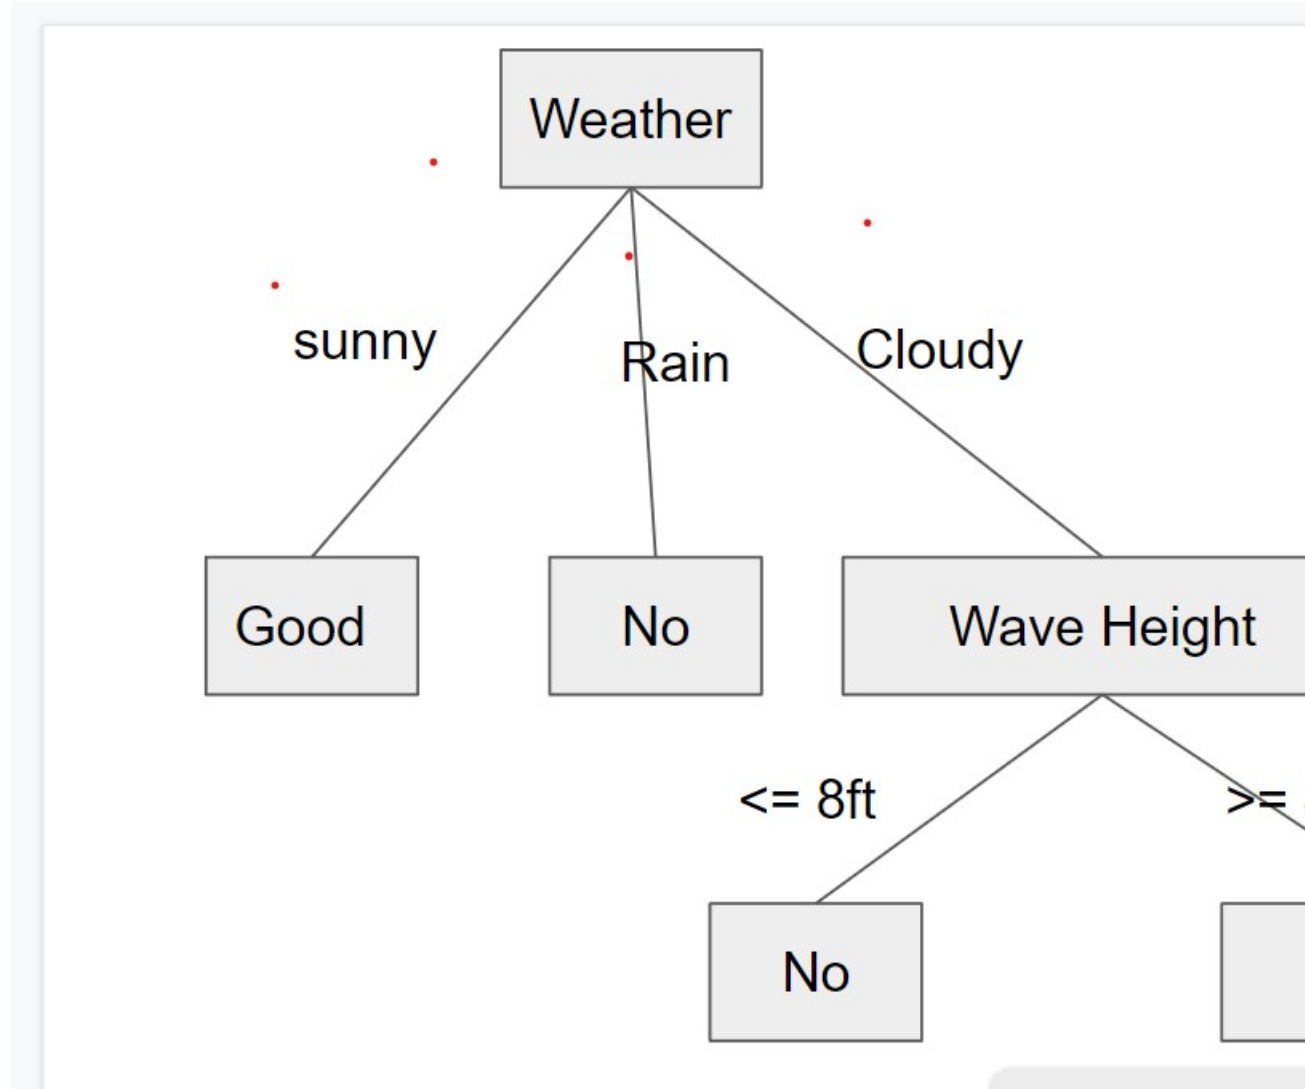 Weather
sunny
Rain
Cloudy
Good
No
Wave Height
<= 8ft
>=
No